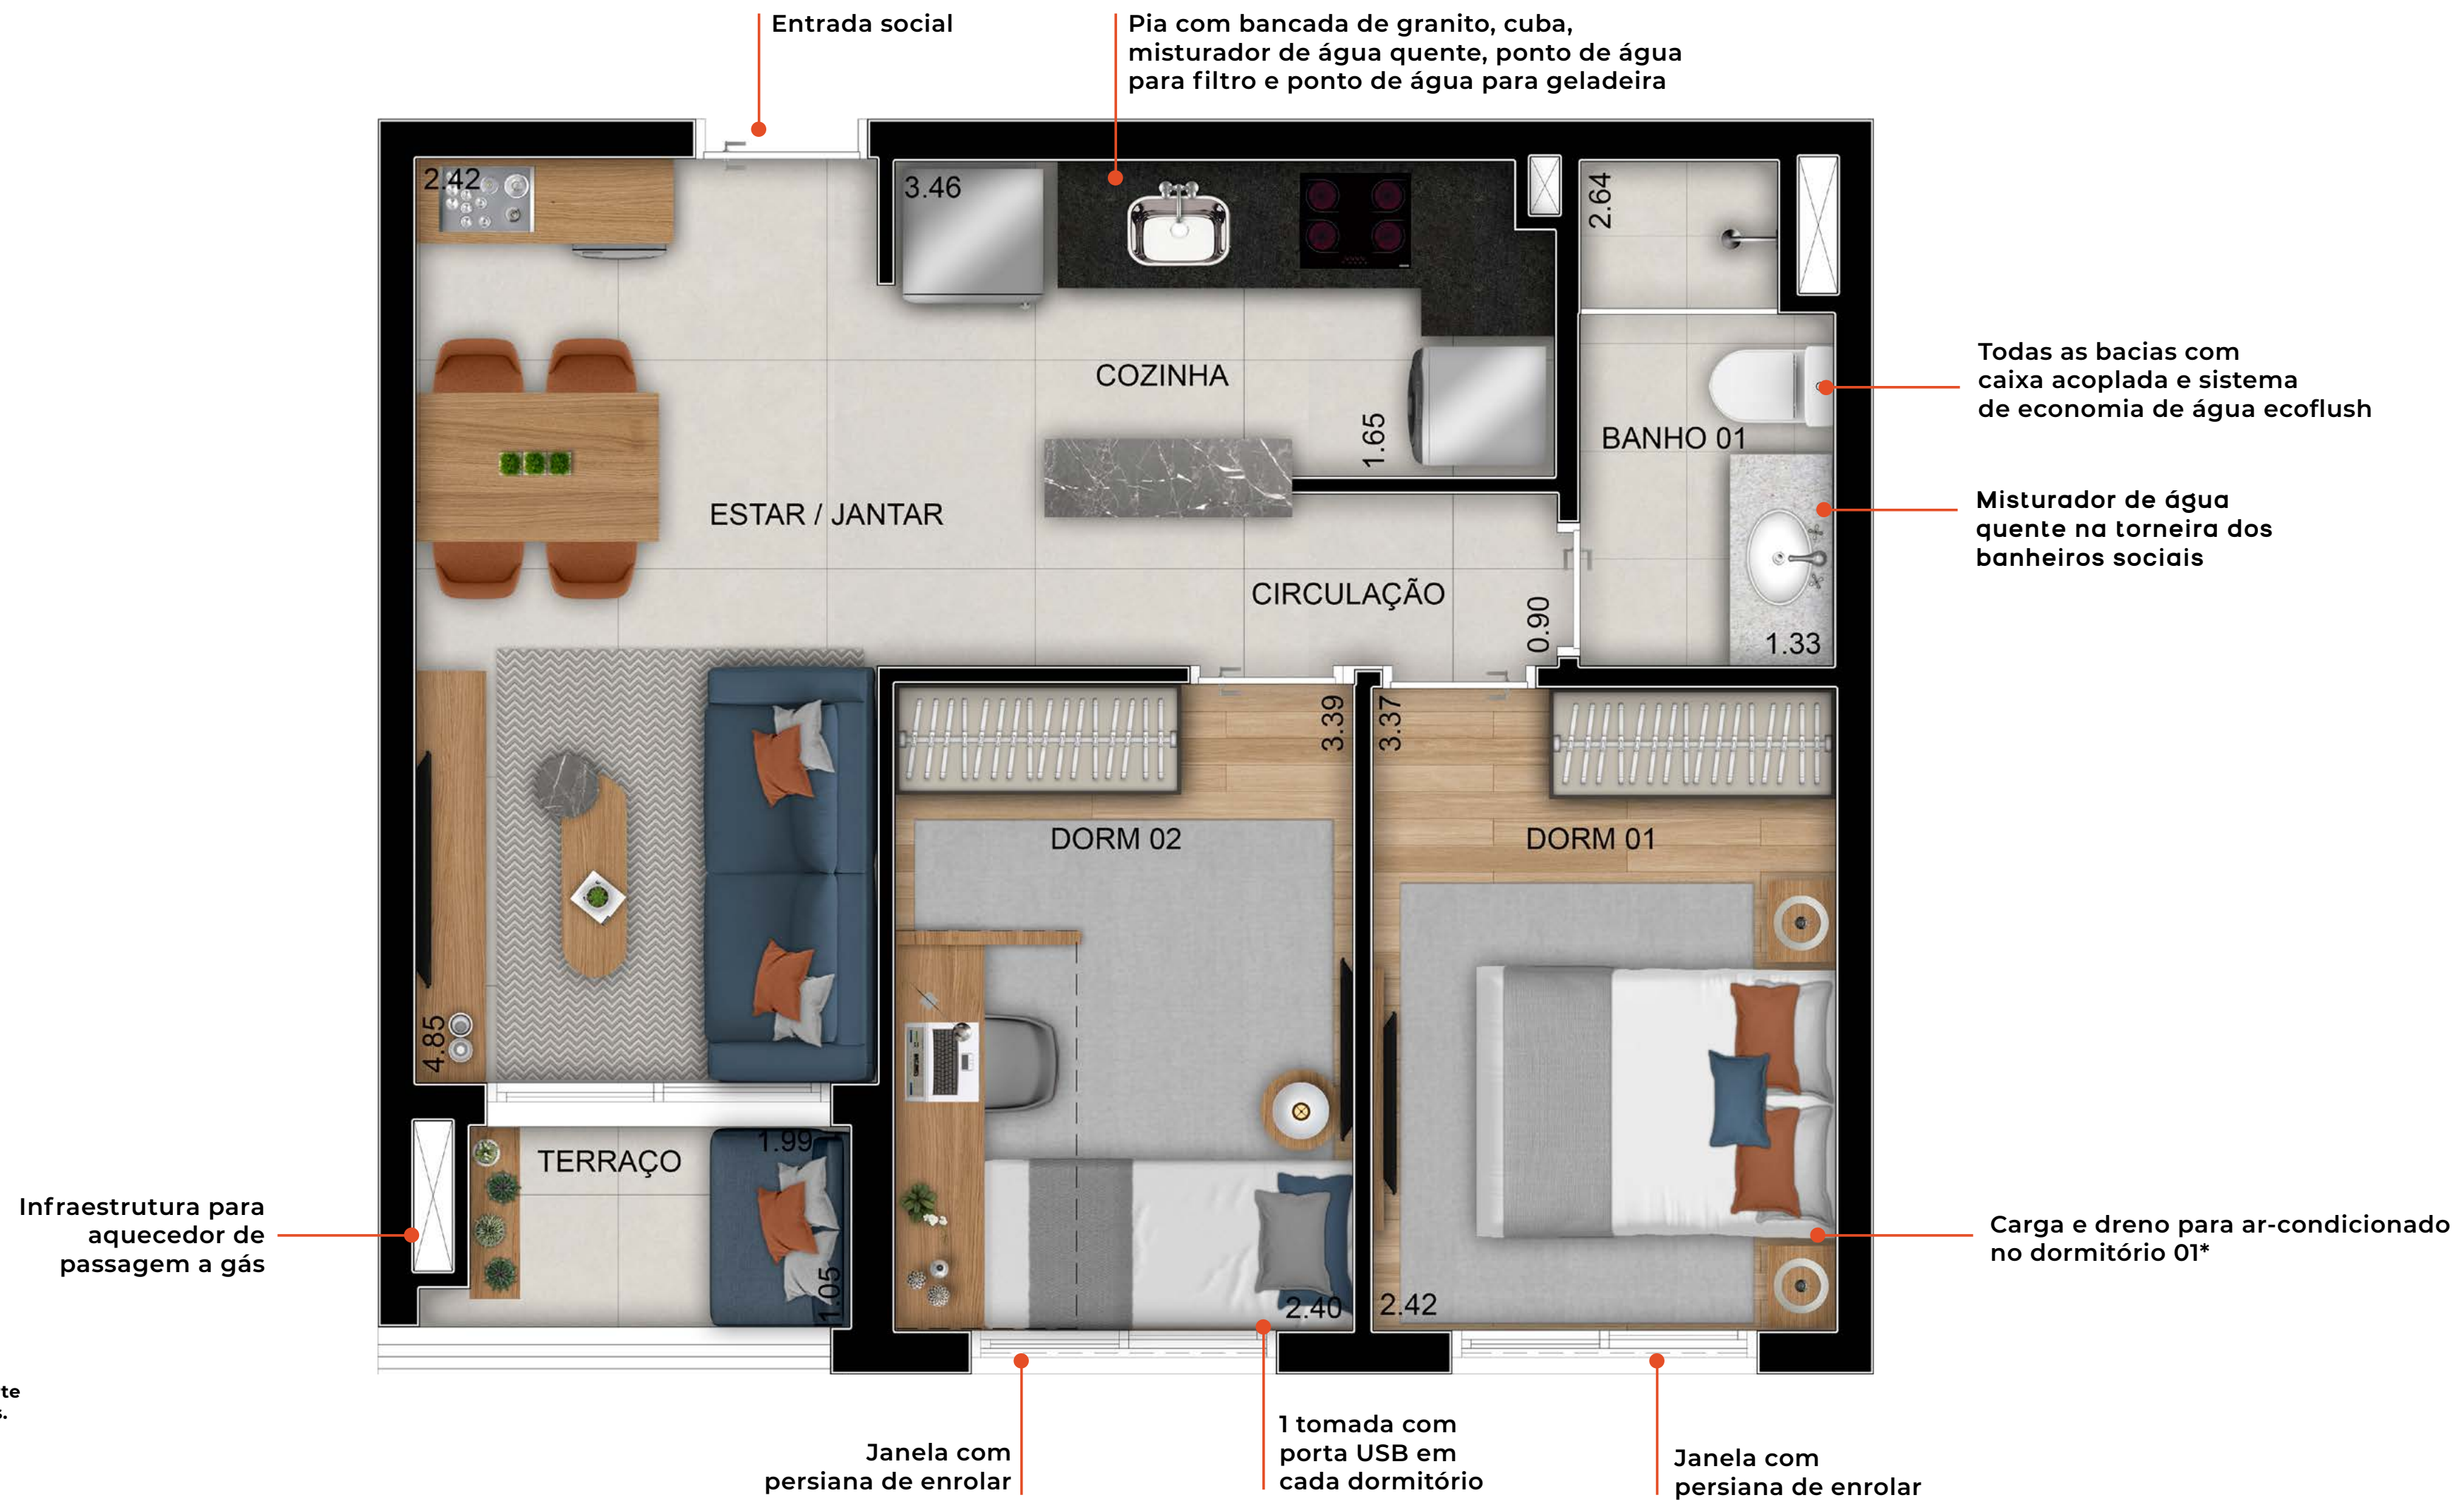 Entrada social
Pia com bancada de granito, cuba,
misturador de água quente, ponto de água
para filtro e ponto de água para geladeira
2.42
3.46
2.64
COZINHA
1.65
BANHO 01
Todas as bacias com
caixa acoplada e sistema
de economia de água ecoflush
ESTAR / JANTAR
Misturador de água
quente na torneira dos
banheiros sociais
CIRCULAÇÃO
0.90
1.33
3.39
3.37
DORM 02
DORM 01
4.85
1.99
TERRAÇO
1.05
Infraestrutura para
aquecedor de
passagem a gás
2.40
2.42
Carga e dreno para ar-condicionado
no dormitório 01*
Janela com
persiana de enrolar
1 tomada com
porta USB em
cada dormitório
Janela com
persiana de enrolar